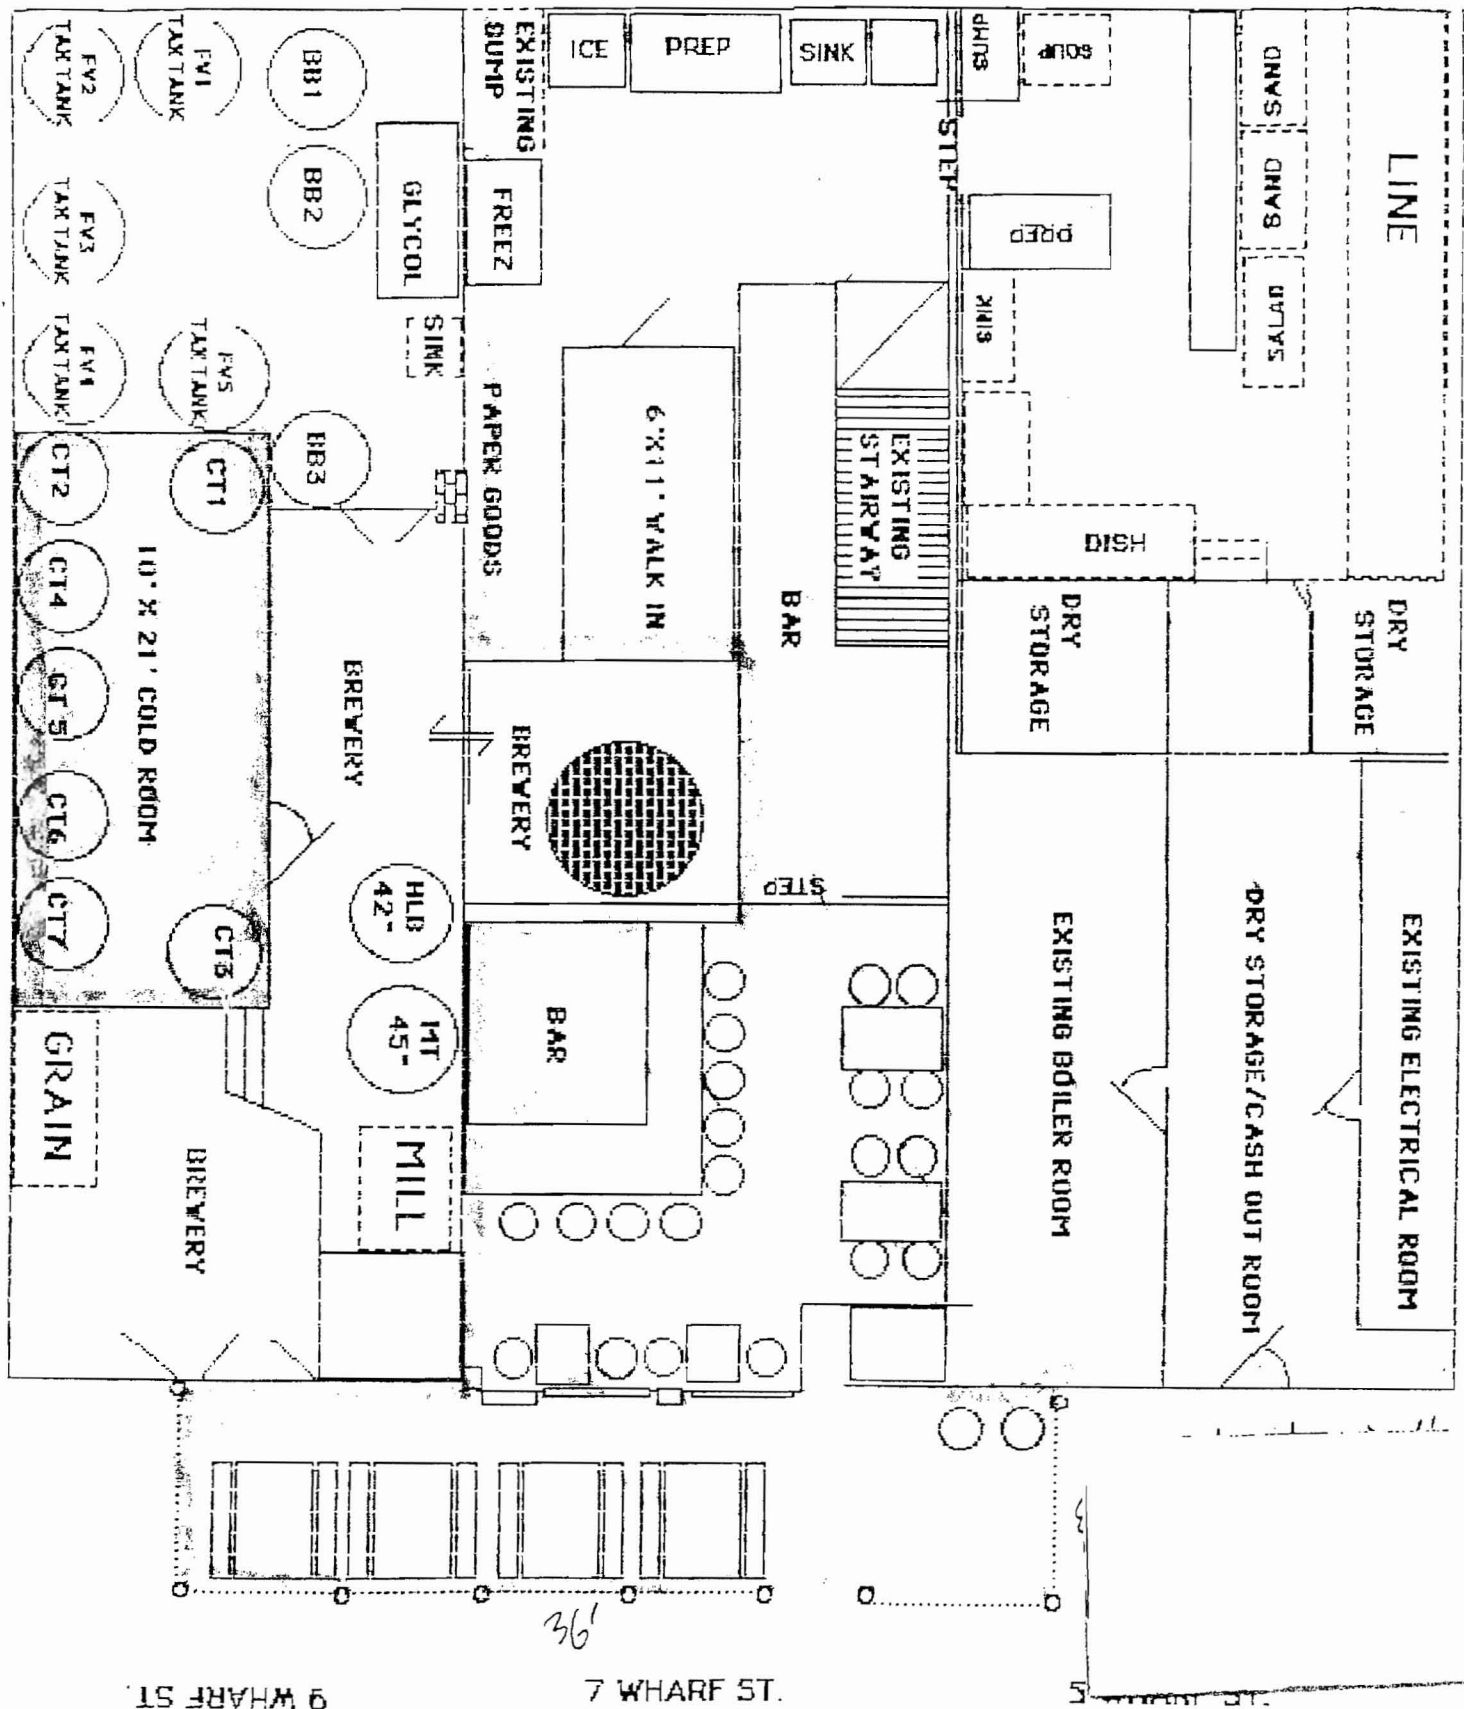 FV2
TAX TANK
FV1
TAX TANK
BB1
EXISTING
SUMP
ICE
PREP
SINK
SUMP
SOUP
SAND
LINE
STEP
BB2
GLYCOL
FREEZ
PREP
SAND
FV3
TAX TANK
SINK
SINK
SALAD
FV4
TAX TANK
FV5
TAX TANK
PAPER GOODS
6'X11' WALK IN
EXISTING
STAIRWAY
CT2
CT1
BB3
DISH
CT4
10' X 21' COLD ROOM
BAR
DRY
STORAGE
DRY
STORAGE
CT5
BREWERY
BREWERY
CT6
CT7
CT3
HLB
42"
STEP
EXISTING BOILER ROOM
DRY STORAGE/CASH OUT ROOM
EXISTING ELECTRICAL ROOM
MT
45"
BAR
GRAIN
MILL
BREWERY
9 WHARF ST.
7 WHARF ST.